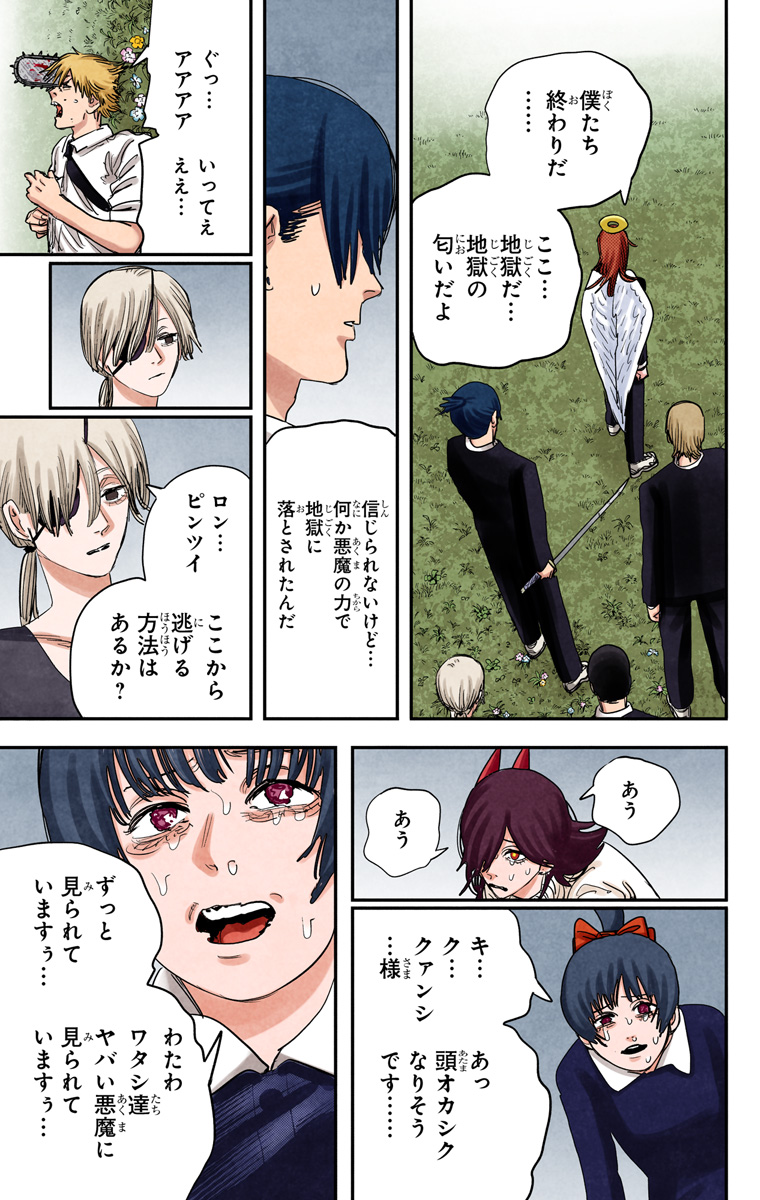 僕たち
終わりだ
……
ここ…
地獄だ…
地獄の
匂いだよ
信じられないけど…
何か悪魔の力で
地獄に
落とされたんだ
ぐっ…
アアアア
いってえ
ええ…
ロン…
ピンツイ
ここから
逃げる
方法は
あるか？
あう
あう
キ…
ク…
クァンシ
…様
あっ
頭オカシク
なりそう
です……
ずっと
見られて
いますぅ…
わたわ
ワタシ達
ヤバい悪魔に
見られて
いますぅ…